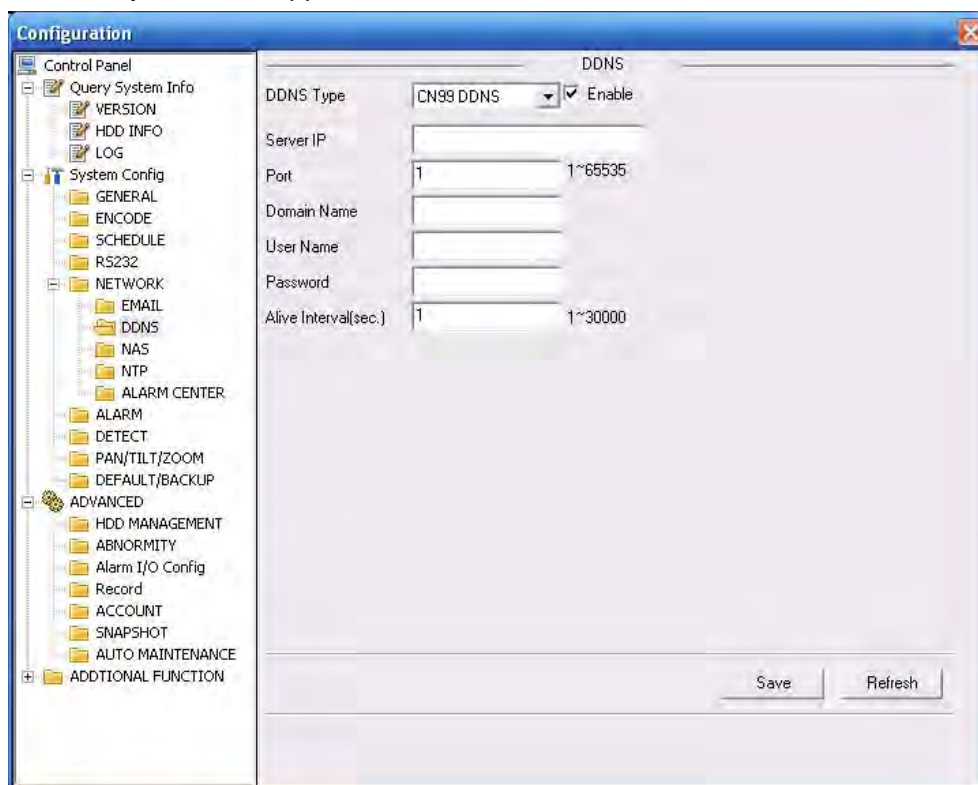 Configuration
Control Panel
Query System Info
VERSION
HDD INFO
LOG
System Config
GENERAL
ENCODE
SCHEDULE
RS232
NETWORK
EMAIL
DDNS
NAS
NTP
ALARM CENTER
ALARM
DETECT
PAN/TILT/ZOOM
DEFAULT/BACKUP
ADVANCED
HDD MANAGEMENT
ABNORMITY
Alarm I/O Config
Record
ACCOUNT
SNAPSHOT
AUTO MAINTENANCE
ADDTIONAL FUNCTION
DDNS
DDNS Type CN99 DDNS Enable
Server IP
Port 1 1~65535
Domain Name
User Name
Password
Alive Interval(sec.) 1 1~30000
Save Refresh